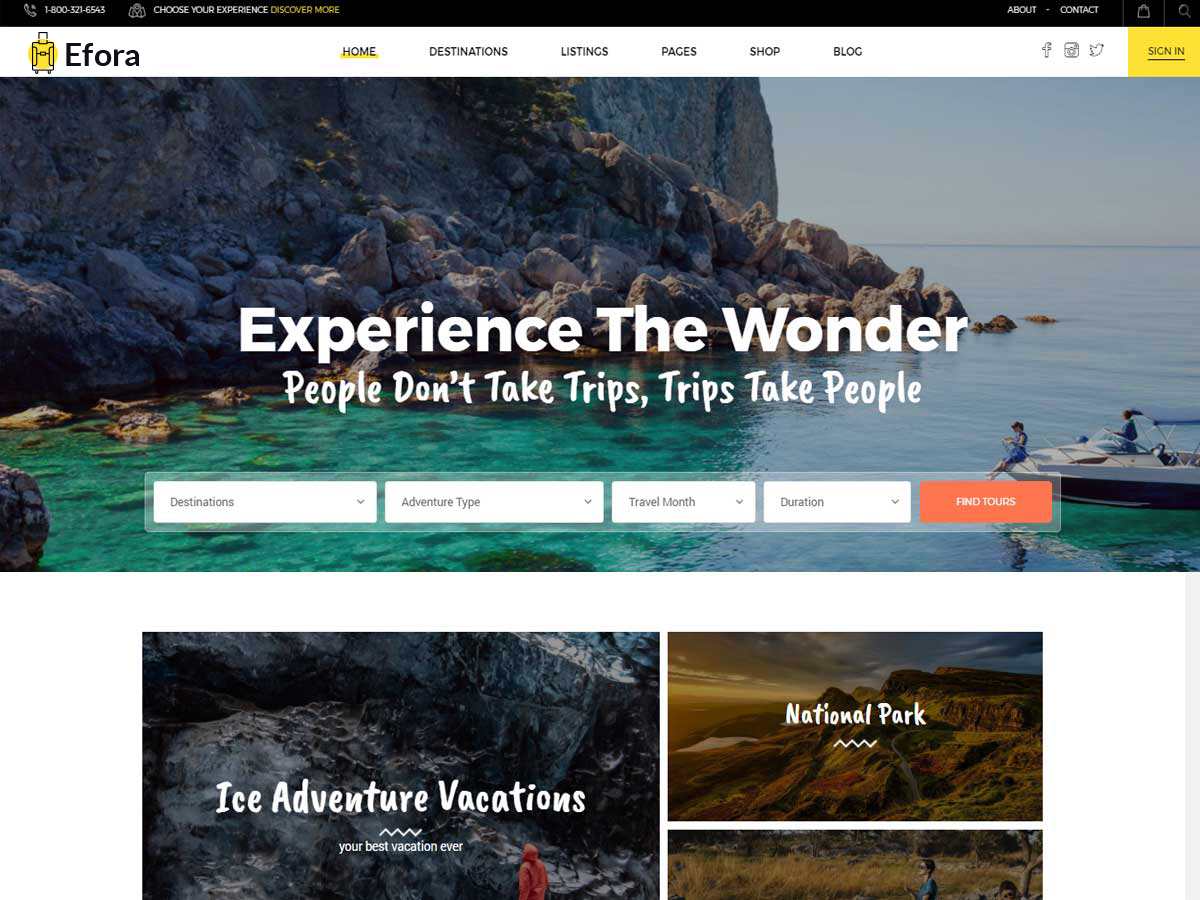 1-800-321-6543 CHOOSE YOUR EXPERIENCE DISCOVER MORE ABOUT - CONTACT
Efora HOME DESTINATIONS LISTINGS PAGES SHOP BLOG SIGN IN
Experience The Wonder
People Don't Take Trips, Trips Take People
Destinations Adventure Type Travel Month Duration FIND TOURS
National Park
Ice Adventure Vacations
your best vacation ever